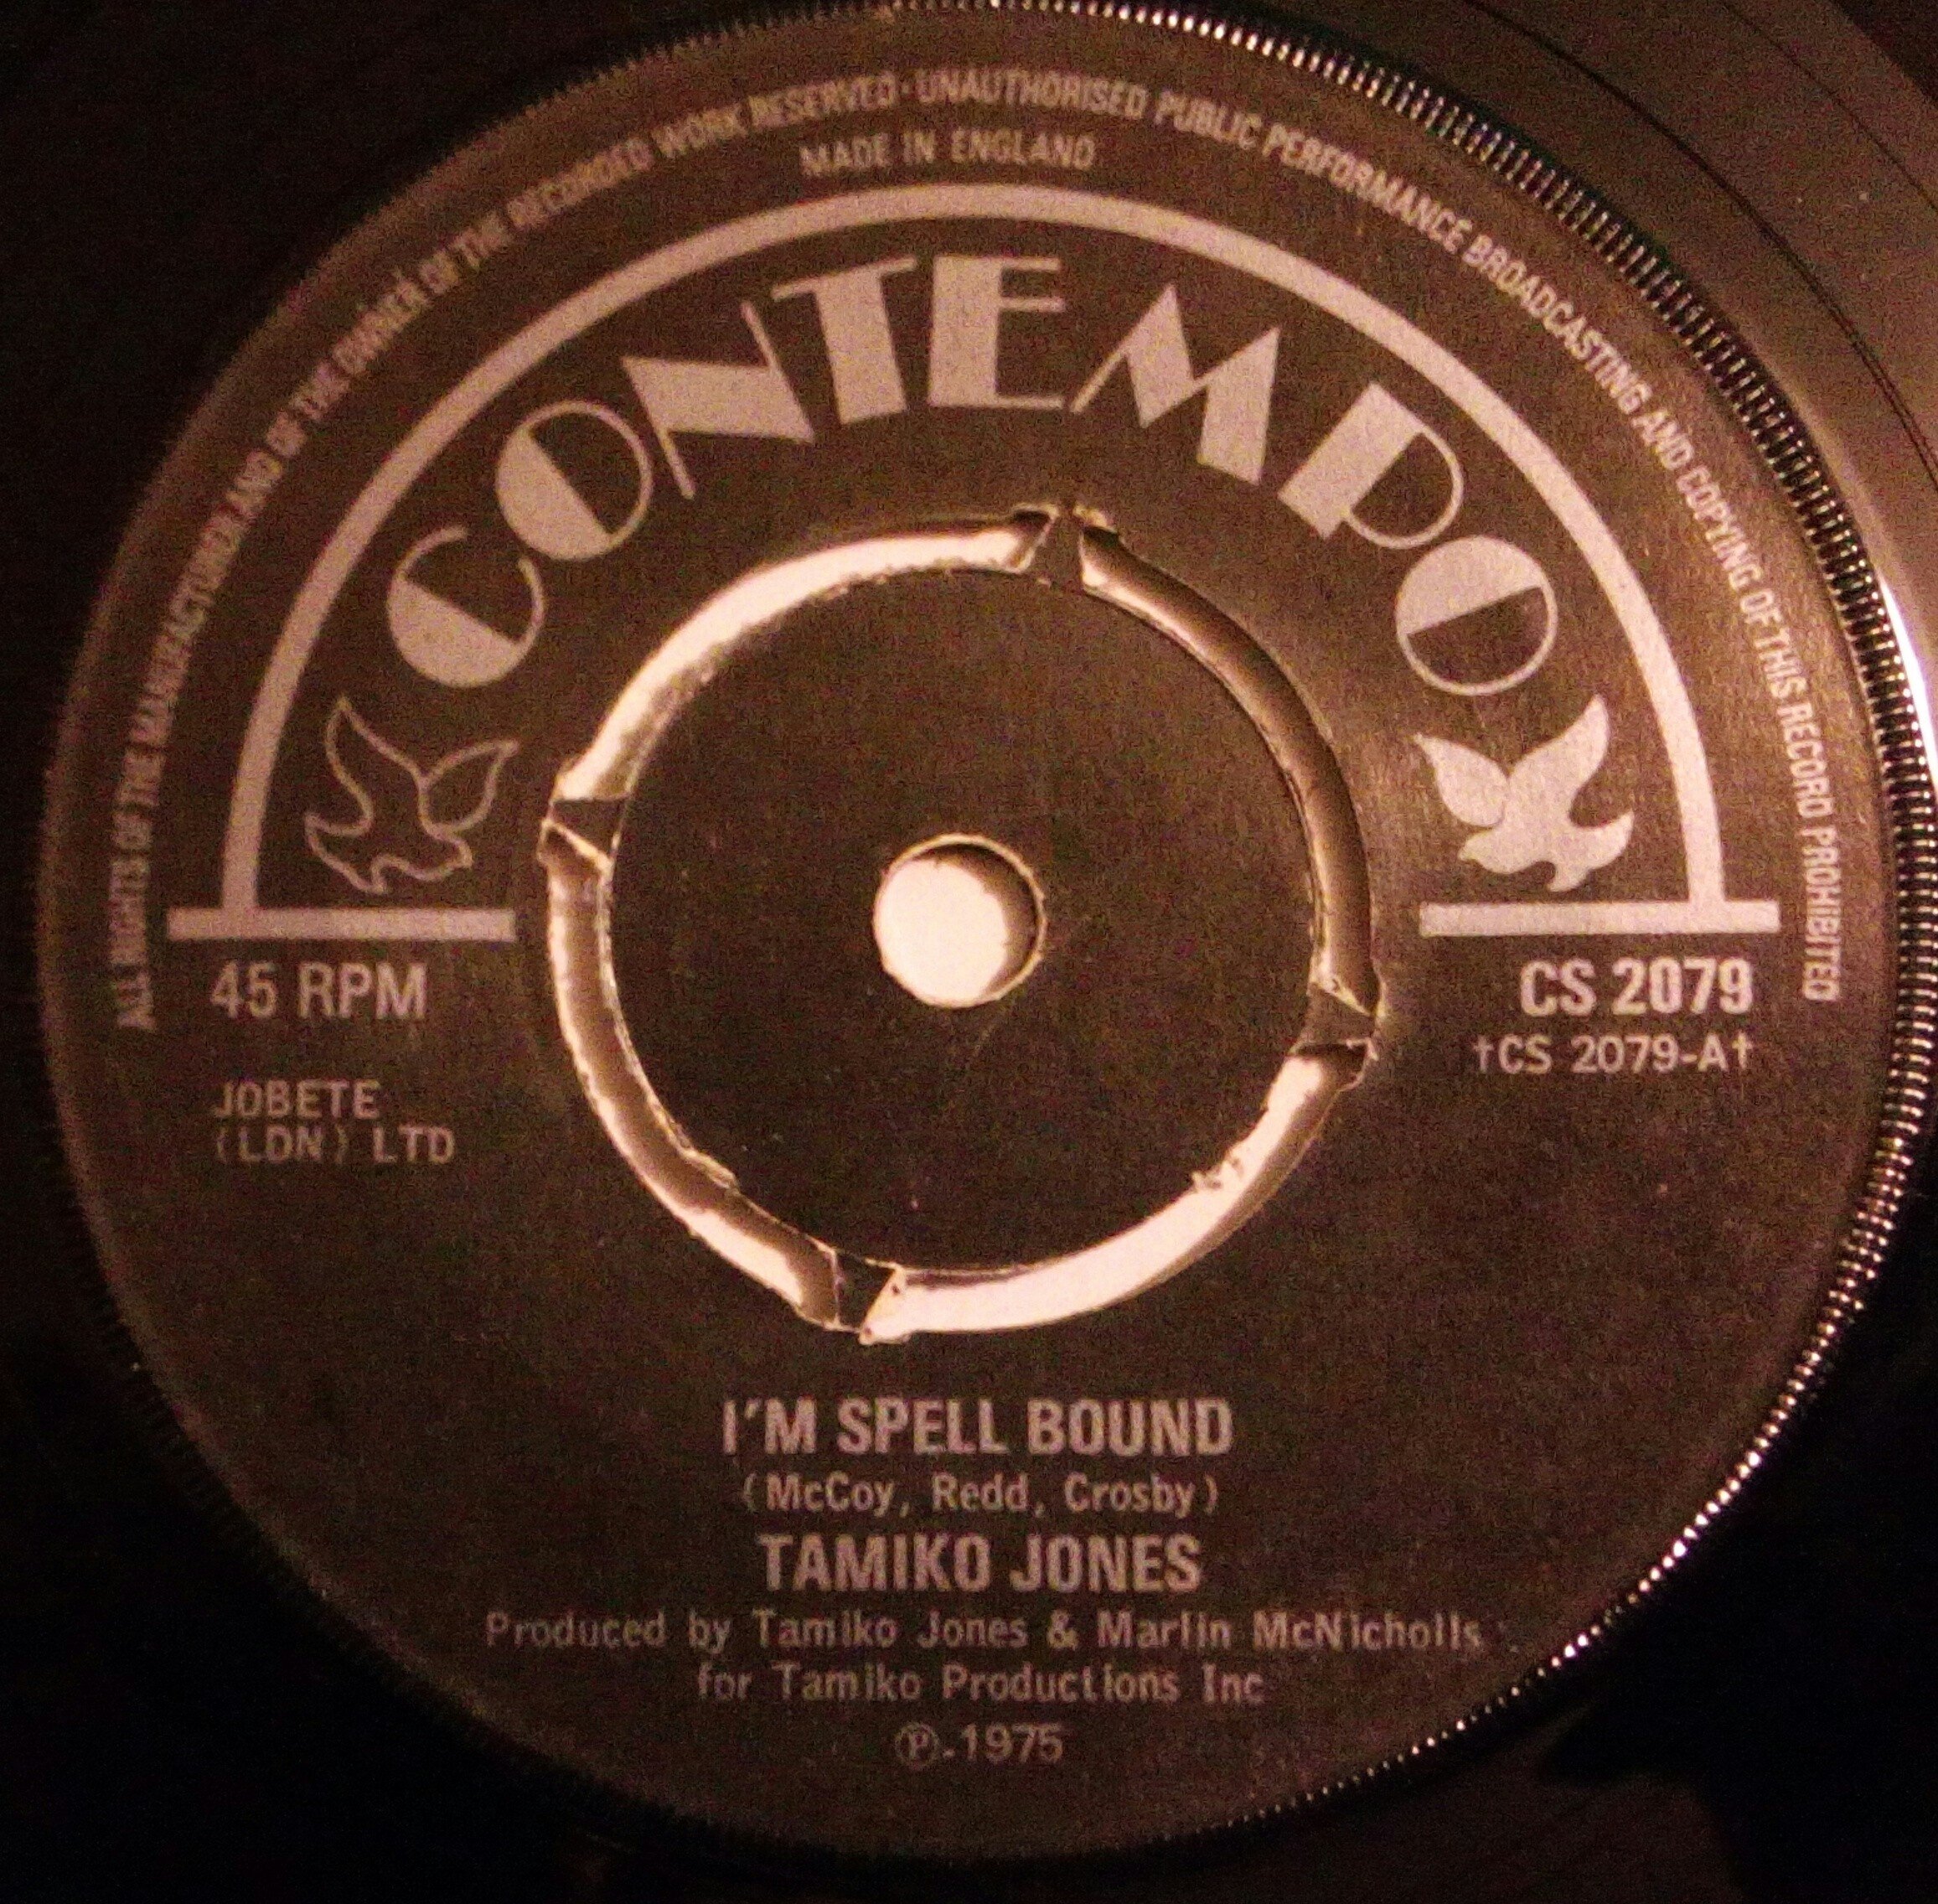 ALL RIGHTS OF THE MANUFACTURER AND OF THE OWNER OF THE RECORDED WORK RESERVED · UNAUTHORISED PUBLIC PERFORMANCE BROADCASTING AND COPYING OF THIS RECORD PROHIBITED
MADE IN ENGLAND
CONTEMPO
45 RPM
JOBETE
(LDN) LTD
CS 2079
†CS 2079-A†
I'M SPELL BOUND
(McCoy, Redd, Crosby)
TAMIKO JONES
Produced by Tamiko Jones & Marlin McNicholls
for Tamiko Productions Inc
℗.1975